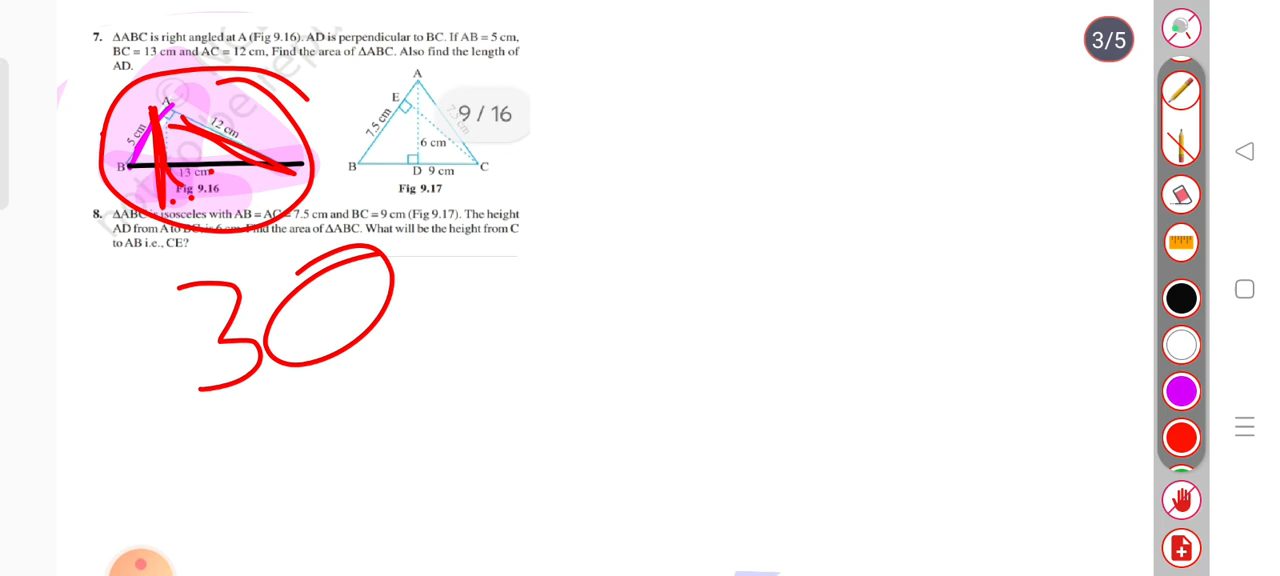 7. ΔABC is right angled at A (Fig 9.16). AD is perpendicular to BC. If AB = 5 cm,
BC = 13 cm and AC = 12 cm, Find the area of ΔABC. Also find the length of
AD.
3/5
A
A
E
5 cm
12 cm
7.5 cm
9 / 16
6 cm
B
13 cm
B
D 9 cm
C
Fig 9.16
Fig 9.17
8. ΔABC is isosceles with AB = AC = 7.5 cm and BC = 9 cm (Fig 9.17). The height
AD from A to BC, is 6 cm. Find the area of ΔABC. What will be the height from C
to AB i.e., CE?
30